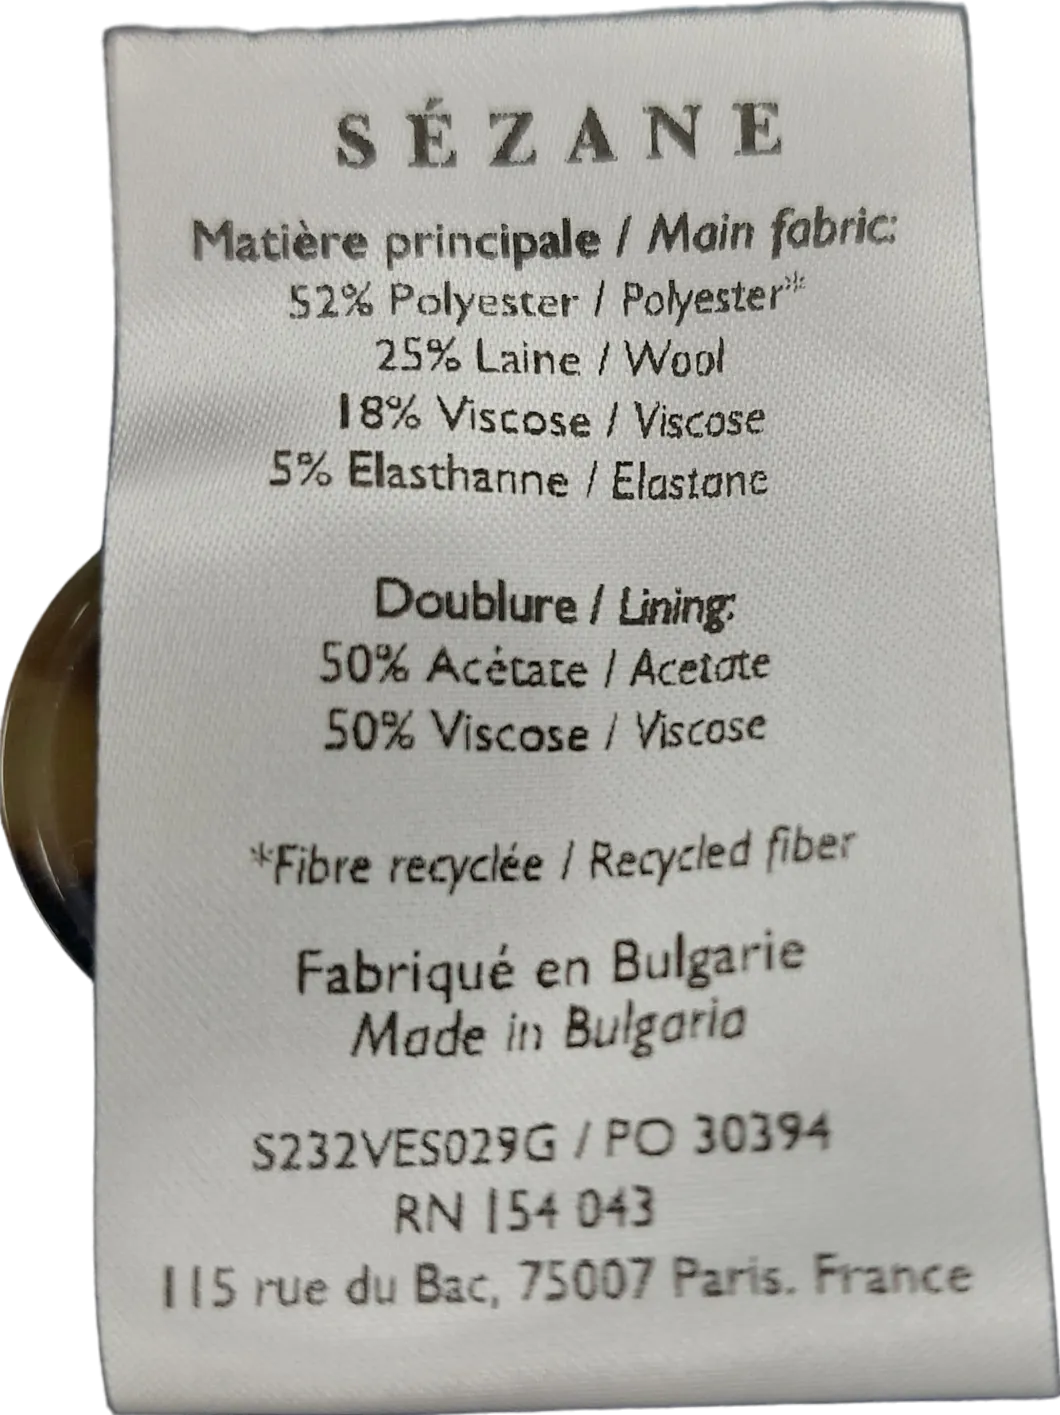 SÉZANE
Matière principale / Main fabric:
52% Polyester / Polyester*
25% Laine / Wool
18% Viscose / Viscose
5% Elasthanne / Elastane
Doublure / Lining:
50% Acétate / Acetate
50% Viscose / Viscose
*Fibre recyclée / Recycled fiber
Fabriqué en Bulgarie
Made in Bulgaria
S232VES029G / PO 30394
RN 154 043
115 rue du Bac, 75007 Paris. France